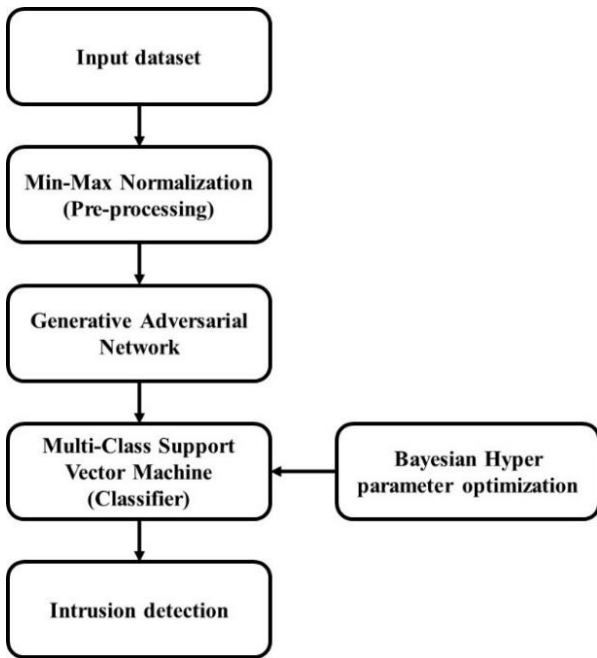 Input dataset
Min-Max Normalization
(Pre-processing)
Generative Adversarial
Network
Multi-Class Support
Vector Machine
(Classifier)
Bayesian Hyper
parameter optimization
Intrusion detection